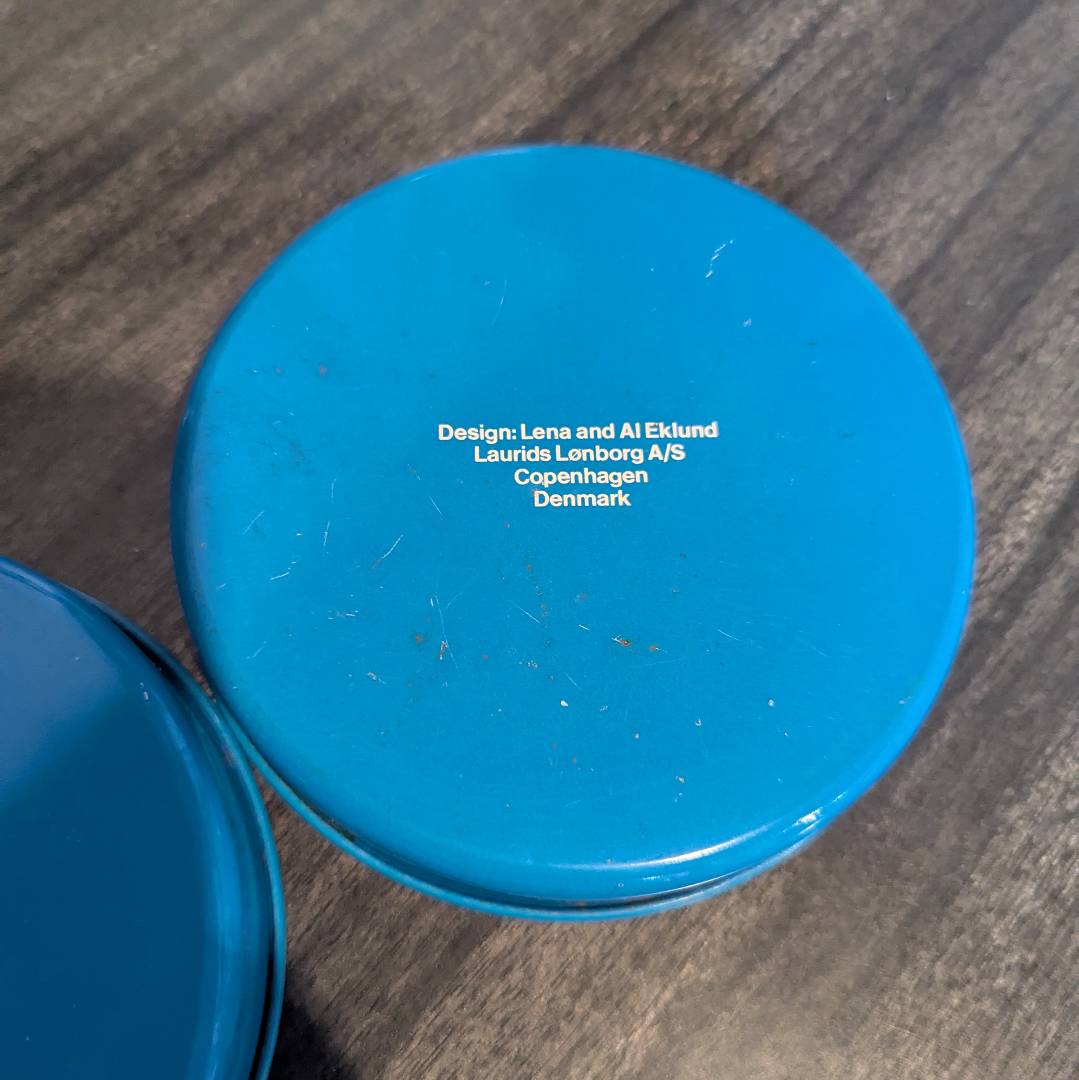 Design: Lena and Al Eklund
Laurids Lønborg A/S
Copenhagen
Denmark